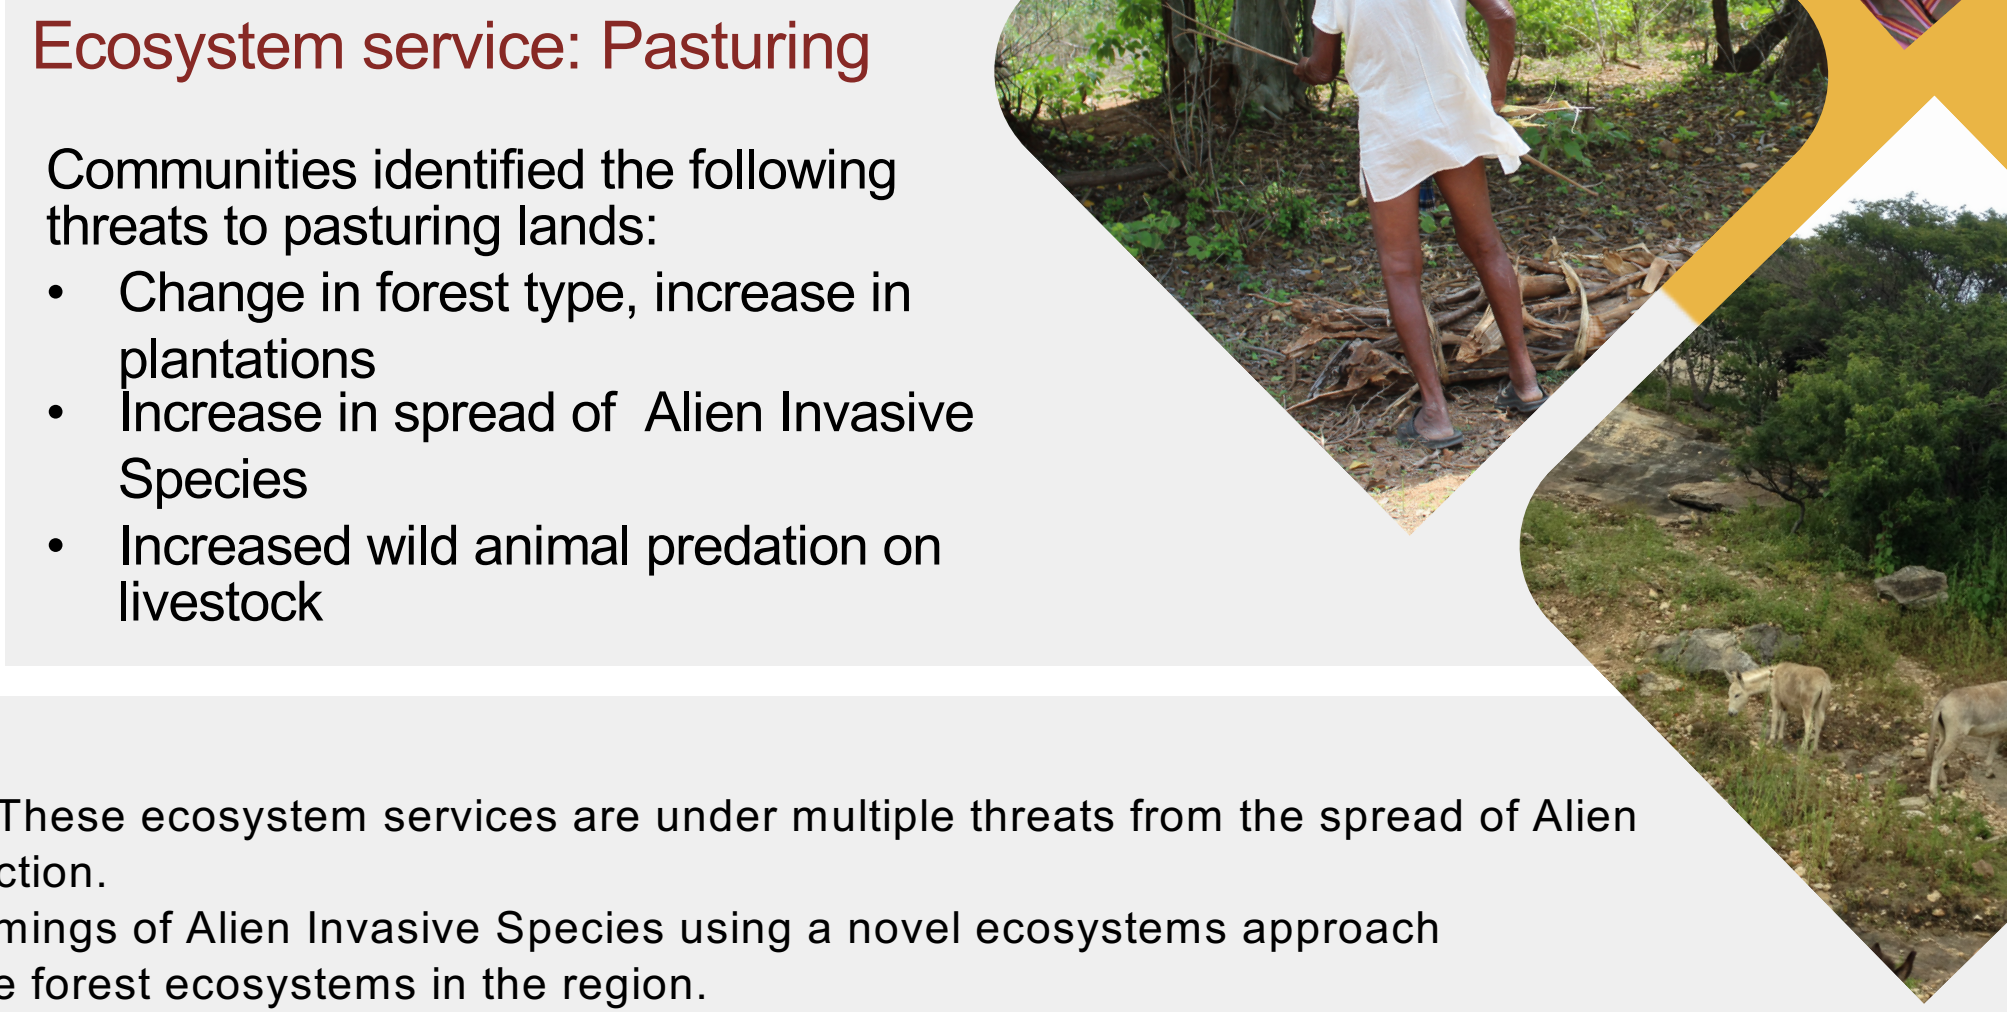 Ecosystem service: Pasturing
Communities identified the following
threats to pasturing lands:
• Change in forest type, increase in
plantations
• Increase in spread of  Alien Invasive
Species
• Increased wild animal predation on
livestock
These ecosystem services are under multiple threats from the spread of Alien
ction.
mings of Alien Invasive Species using a novel ecosystems approach
e forest ecosystems in the region.